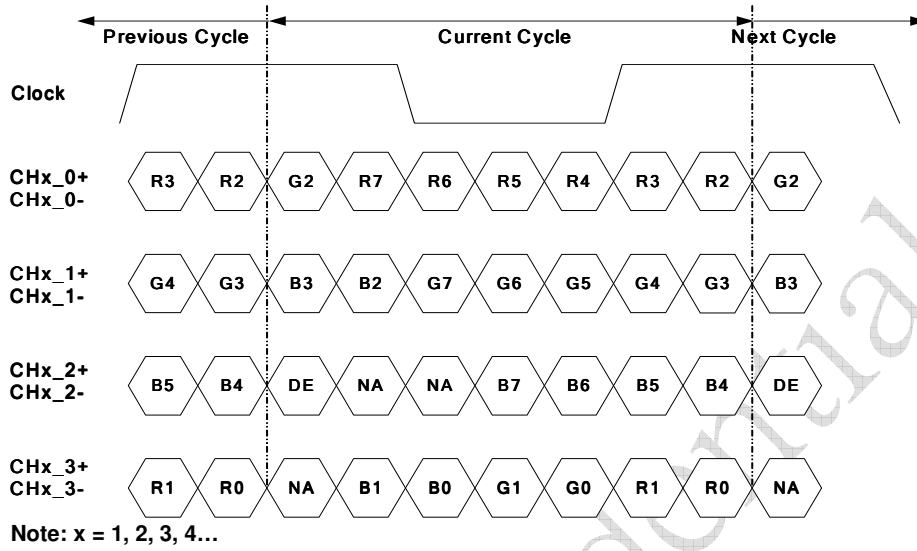 Previous Cycle Current Cycle Next Cycle
Clock
CHx_0+
CHx_0-
R3 R2 G2 R7 R6 R5 R4 R3 R2 G2
CHx_1+
CHx_1-
G4 G3 B3 B2 G7 G6 G5 G4 G3 B3
CHx_2+
CHx_2-
B5 B4 DE NA NA B7 B6 B5 B4 DE
CHx_3+
CHx_3-
R1 R0 NA B1 B0 G1 G0 R1 R0 NA
Note: x = 1, 2, 3, 4...